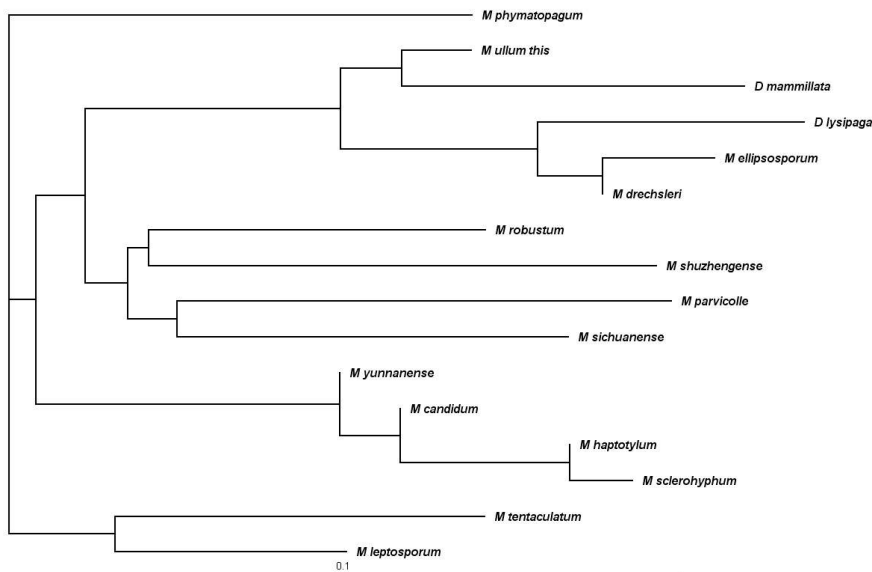 M phymatopagum
M ullum this
D mammillata
D lysipaga
M ellipsosporum
M drechsleri
M robustum
M shuzhengense
M parvicolle
M sichuanense
M yunnanense
M candidum
M haptotylum
M sclerohyphum
M tentaculatum
M leptosporum
0.1